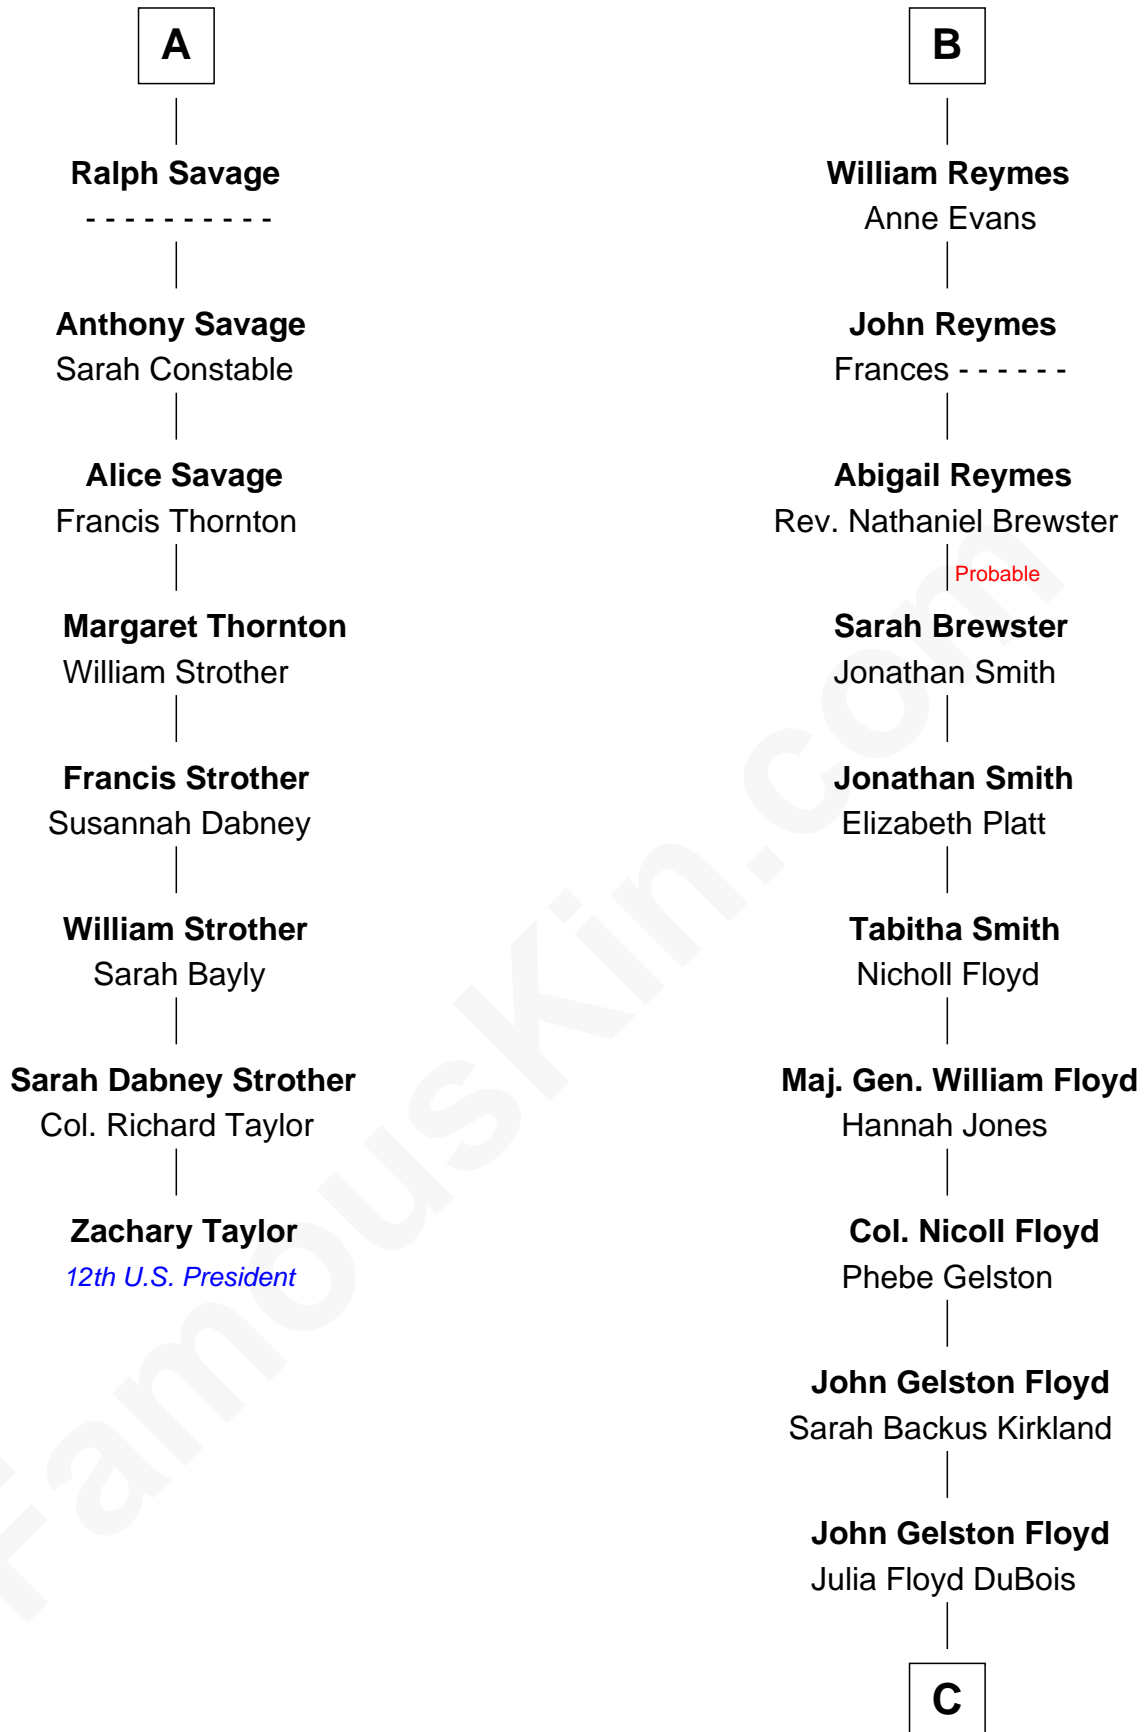 A
Ralph Savage
- - - - - - - - - -
Anthony Savage
Sarah Constable
Alice Savage
Francis Thornton
Margaret Thornton
William Strother
Francis Strother
Susannah Dabney
William Strother
Sarah Bayly
Sarah Dabney Strother
Col. Richard Taylor
Zachary Taylor
12th U.S. President
B
William Reymes
Anne Evans
John Reymes
Frances - - - - - -
Abigail Reymes
Rev. Nathaniel Brewster
Probable
Sarah Brewster
Jonathan Smith
Jonathan Smith
Elizabeth Platt
Tabitha Smith
Nicholl Floyd
Maj. Gen. William Floyd
Hannah Jones
Col. Nicoll Floyd
Phebe Gelston
John Gelston Floyd
Sarah Backus Kirkland
John Gelston Floyd
Julia Floyd DuBois
C
FamousKin.com